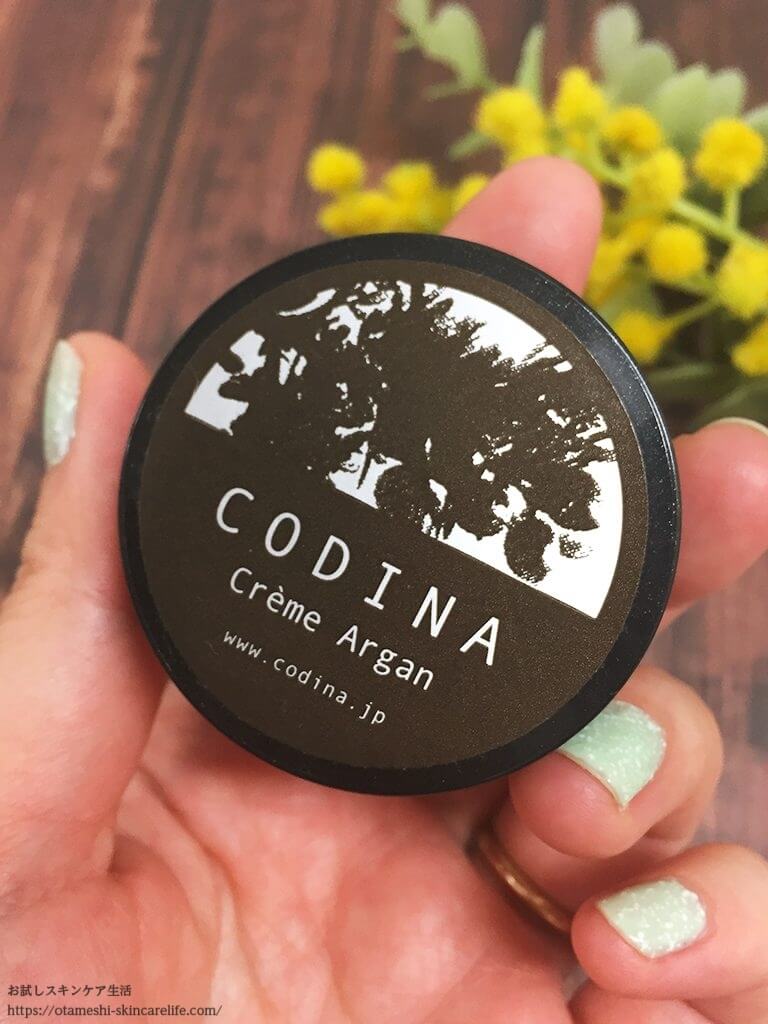 CODINA
Crème Argan
www.codina.jp
お試しスキンケア生活
https://otameshi-skincarelife.com/